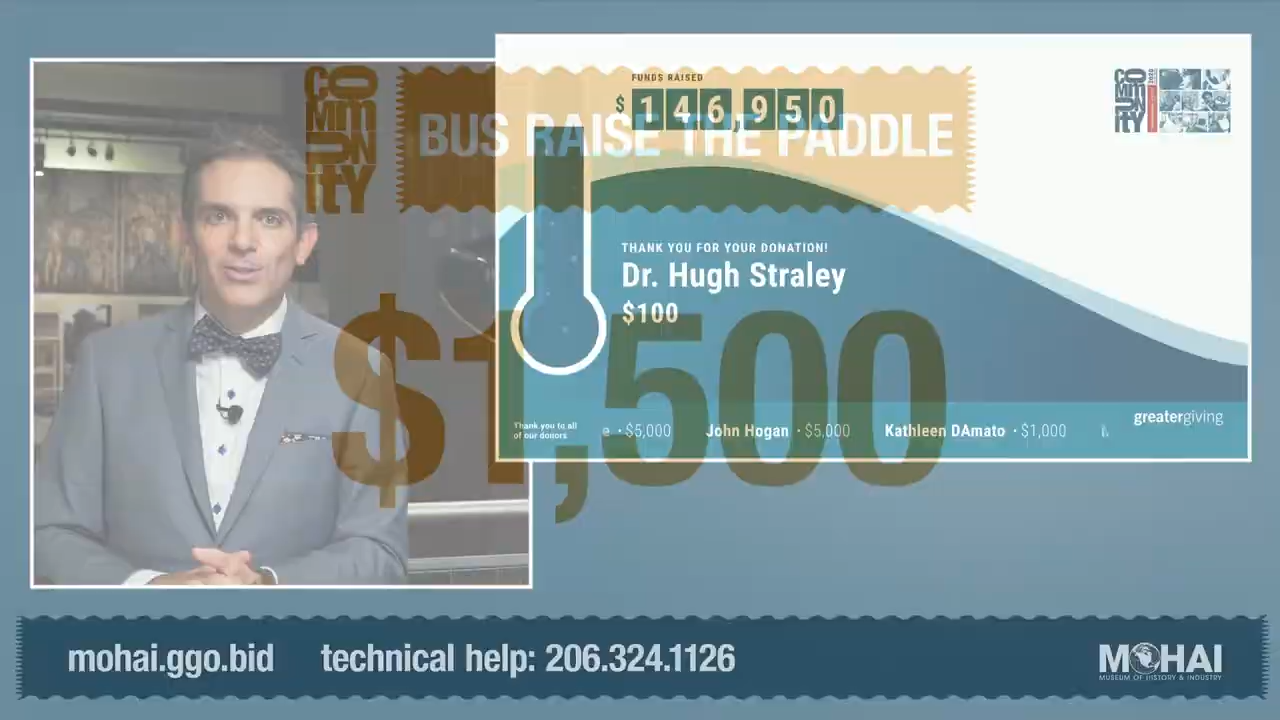 COMMUNITY
BUS RAISE THE PADDLE
$1,500
FUNDS RAISED
$146,950
COMMUNITY
THANK YOU FOR YOUR DONATION!
Dr. Hugh Straley
$100
Thank you to all
of our donors
e · $5,000 John Hogan · $5,000 Kathleen DAmato · $1,000
greatergiving
mohai.ggo.bid technical help: 206.324.1126
MOHAI
MUSEUM OF HISTORY & INDUSTRY